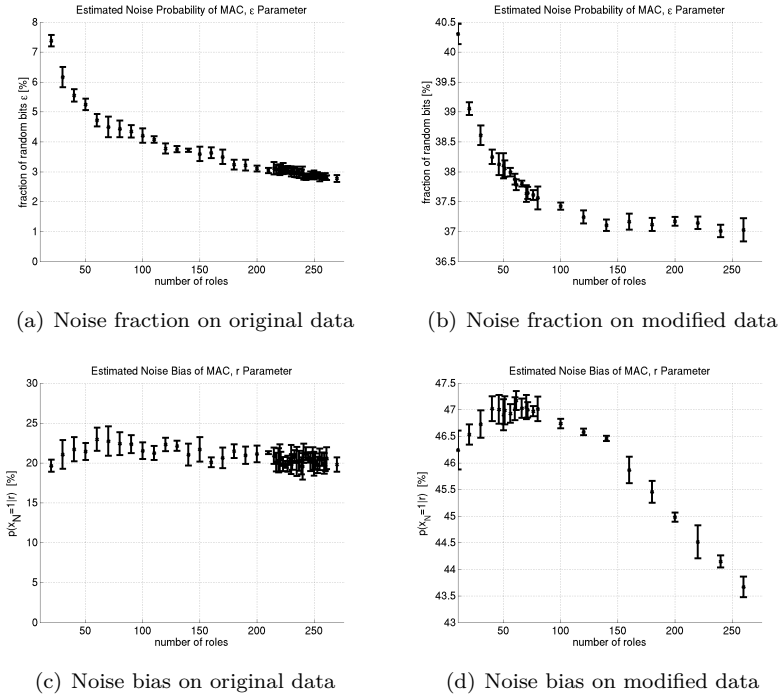 Estimated Noise Probability of MAC, ε Parameter
8
7
6
5
4
3
2
1
0
fraction of random bits ε [%]
50 100 150 200 250
number of roles
(a) Noise fraction on original data
Estimated Noise Probability of MAC, ε Parameter
40.5
40
39.5
39
38.5
38
37.5
37
36.5
fraction of random bits [%]
50 100 150 200 250
number of roles
(b) Noise fraction on modified data
Estimated Noise Bias of MAC, r Parameter
30
25
20
15
10
5
0
p(x_N=1|r) [%]
50 100 150 200 250
number of roles
(c) Noise bias on original data
Estimated Noise Bias of MAC, r Parameter
47.5
47
46.5
46
45.5
45
44.5
44
43.5
43
p(x_N=1|r) [%]
50 100 150 200 250
number of roles
(d) Noise bias on modified data